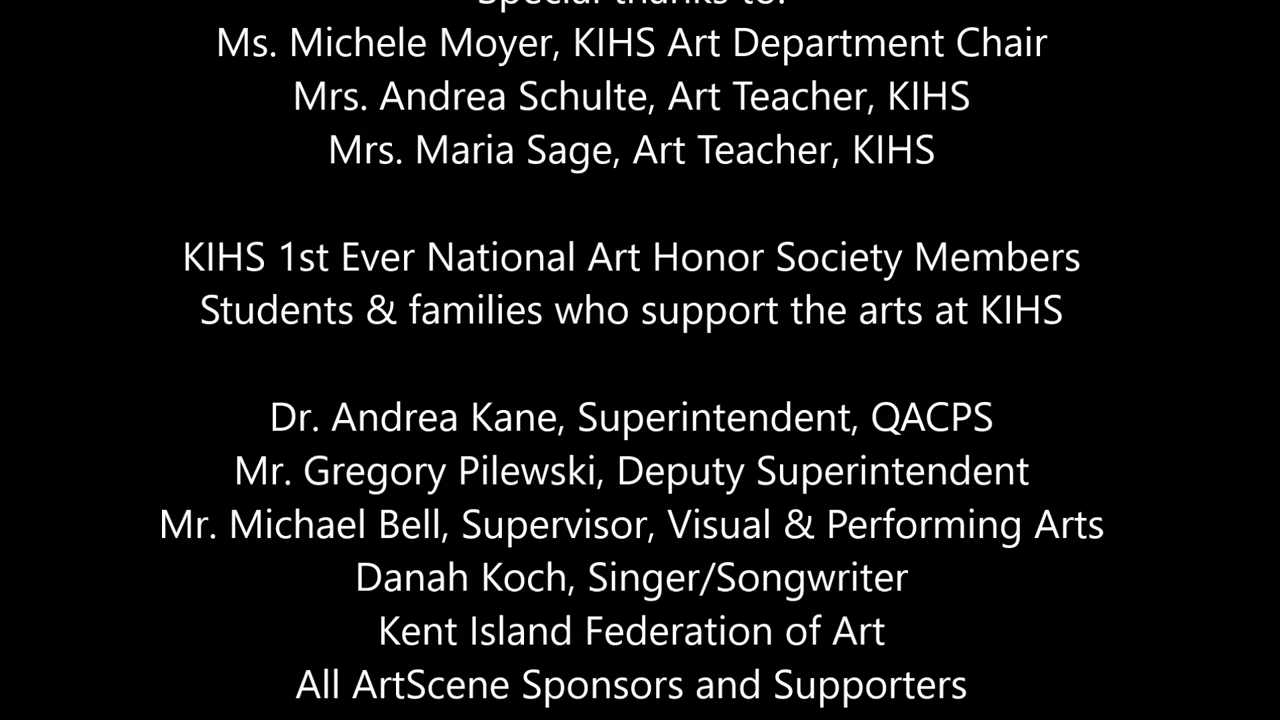 Special thanks to:
Ms. Michele Moyer, KIHS Art Department Chair
Mrs. Andrea Schulte, Art Teacher, KIHS
Mrs. Maria Sage, Art Teacher, KIHS
KIHS 1st Ever National Art Honor Society Members
Students & families who support the arts at KIHS
Dr. Andrea Kane, Superintendent, QACPS
Mr. Gregory Pilewski, Deputy Superintendent
Mr. Michael Bell, Supervisor, Visual & Performing Arts
Danah Koch, Singer/Songwriter
Kent Island Federation of Art
All ArtScene Sponsors and Supporters